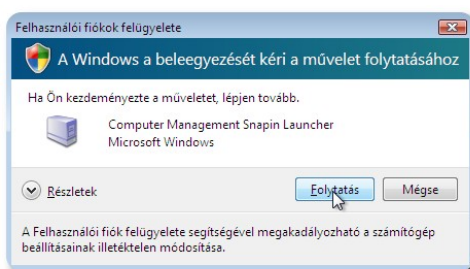 Felhasználói fiókok felügyelete
A Windows a beleegyezését kéri a művelet folytatásához
Ha Ön kezdeményezte a műveletet, lépjen tovább.
Computer Management Snapin Launcher
Microsoft Windows
Részletek
Folytatás
Mégse
A Felhasználói fiók felügyelete segítségével megakadályozható a számítógép
beállításainak illetéktelen módosítása.